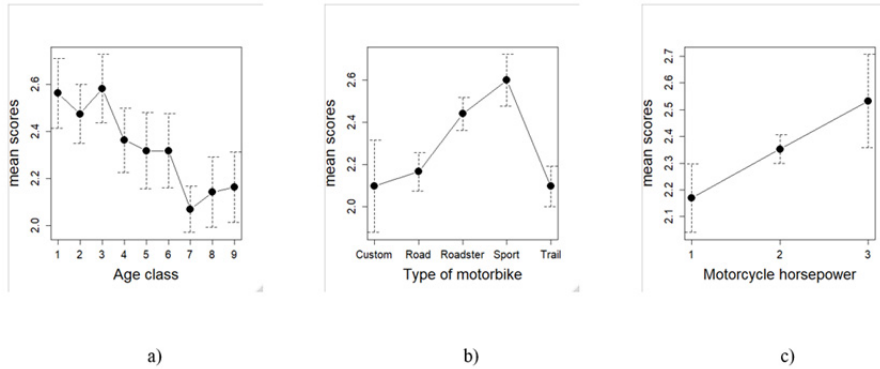 mean scores
2.0 2.2 2.4 2.6
1 2 3 4 5 6 7 8 9
Age class
a)
mean scores
2.0 2.2 2.4 2.6
Custom Road Roadster Sport Trail
Type of motorbike
b)
mean scores
2.1 2.2 2.3 2.4 2.5 2.6 2.7
1 2 3
Motorcycle horsepower
c)